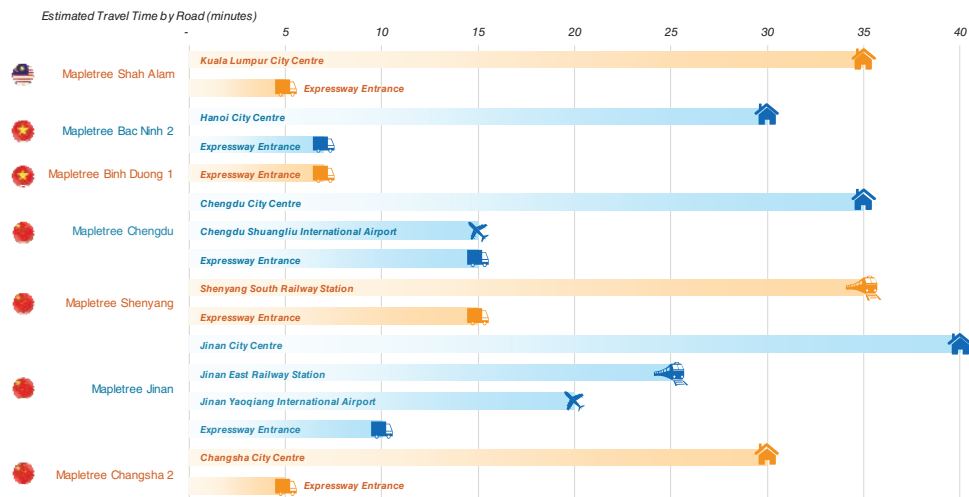 Estimated Travel Time by Road (minutes)
- 5 10 15 20 25 30 35 40
Mapletree Shah Alam
Kuala Lumpur City Centre
Expressway Entrance
Mapletree Bac Ninh 2
Hanoi City Centre
Expressway Entrance
Mapletree Binh Duong 1
Expressway Entrance
Mapletree Chengdu
Chengdu City Centre
Chengdu Shuangliu International Airport
Expressway Entrance
Mapletree Shenyang
Shenyang South Railway Station
Expressway Entrance
Mapletree Jinan
Jinan City Centre
Jinan East Railway Station
Jinan Yaoqiang International Airport
Expressway Entrance
Mapletree Changsha 2
Changsha City Centre
Expressway Entrance